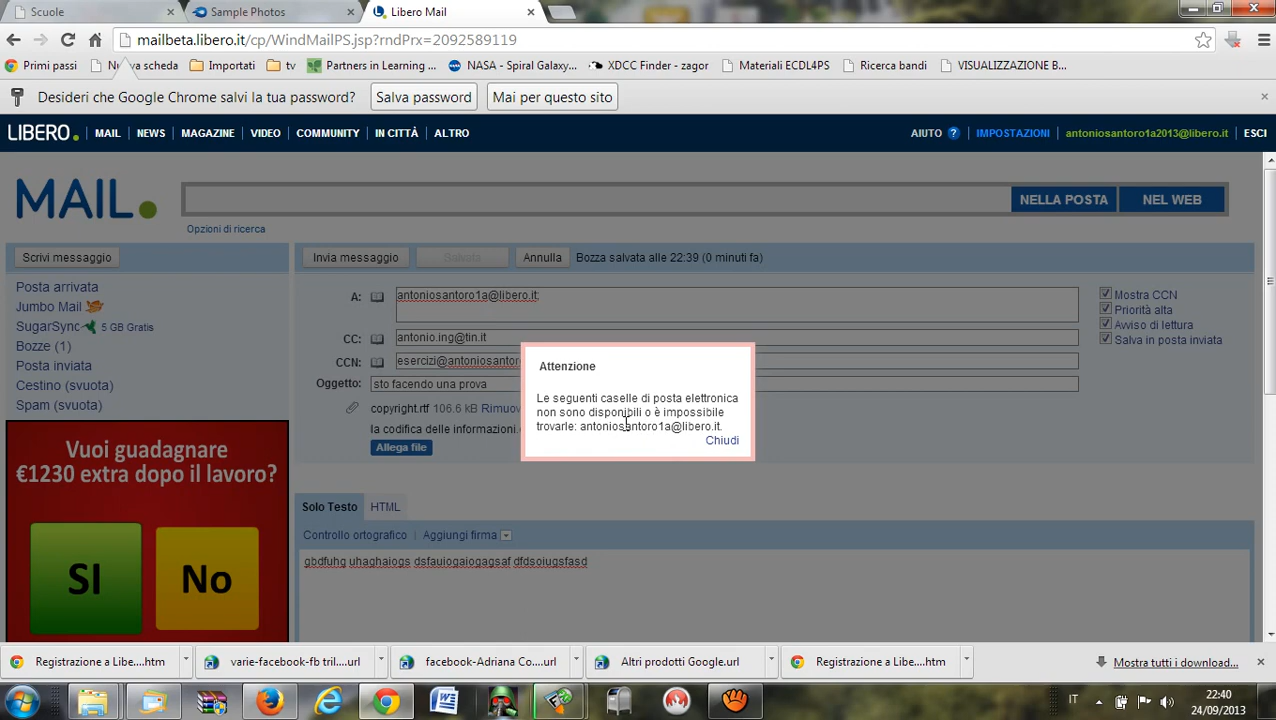 Scuole
Sample Photos
Libero Mail
mailbeta.libero.it/cp/WindMailPS.jsp?rndPrx=2092589119
Primi passi
Nuova scheda
Importati
tv
Partners in Learning ...
NASA - Spiral Galaxy...
XDCC Finder - zagor
Materiali ECDL4PS
Ricerca bandi
VISUALIZZAZIONE B...
Desideri che Google Chrome salvi la tua password?
Salva password
Mai per questo sito
LIBERO
MAIL
NEWS
MAGAZINE
VIDEO
COMMUNITY
IN CITTÀ
ALTRO
AIUTO ?
IMPOSTAZIONI
antoniosantoro1a2013@libero.it
ESCI
MAIL
NELLA POSTA
NEL WEB
Opzioni di ricerca
Scrivi messaggio
Invia messaggio
Salvata
Annulla
Bozza salvata alle 22:39 (0 minuti fa)
Posta arrivata
Jumbo Mail
SugarSync 5 GB Gratis
Bozze (1)
Posta inviata
Cestino (svuota)
Spam (svuota)
A: antoniosantoro1a@libero.it;
CC: antonio.ing@tin.it
CCN: esercizi@antoniosantor
Oggetto: sto facendo una prova
Mostra CCN
Priorità alta
Avviso di lettura
Salva in posta inviata
copyright.rtf 106.6 kB Rimuov
la codifica delle informazioni.
Allega file
Attenzione
Le seguenti caselle di posta elettronica
non sono disponibili o è impossibile
trovarle: antoniosantoro1a@libero.it.
Chiudi
Vuoi guadagnare
€1230 extra dopo il lavoro?
SI
No
Solo Testo
HTML
Controllo ortografico
Aggiungi firma
gbdfuhg uhaghaiogs dsfauiogaiogagsaf dfdsoiugsfasd
Registrazione a Libe....htm
varie-facebook-fb tril....url
facebook-Adriana Co....url
Altri prodotti Google.url
Registrazione a Libe....htm
Mostra tutti i download...
IT
22:40
24/09/2013